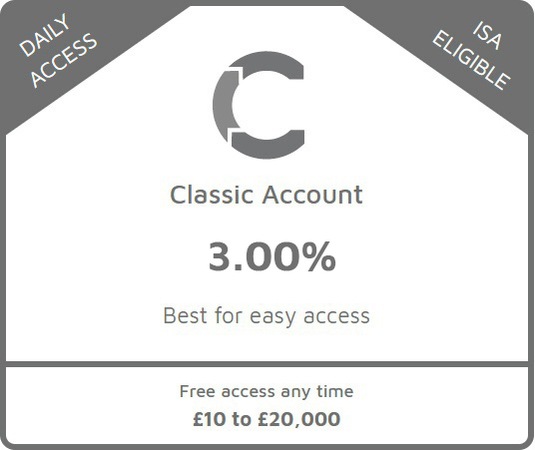 DAILY
ACCESS
ISA
ELIGIBLE
Classic Account
3.00%
Best for easy access
Free access any time
£10 to £20,000